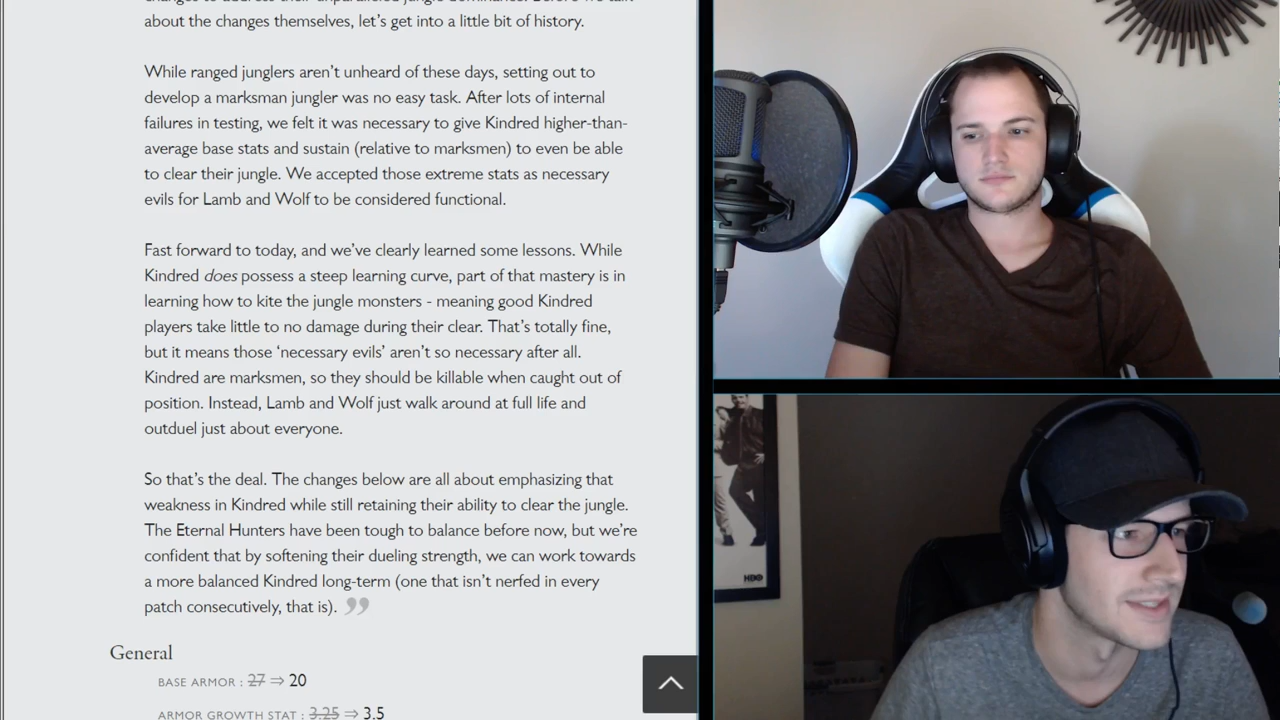 about the changes themselves, let's get into a little bit of history.
While ranged junglers aren't unheard of these days, setting out to
develop a marksman jungler was no easy task. After lots of internal
failures in testing, we felt it was necessary to give Kindred higher-than-
average base stats and sustain (relative to marksmen) to even be able
to clear their jungle. We accepted those extreme stats as necessary
evils for Lamb and Wolf to be considered functional.
Fast forward to today, and we've clearly learned some lessons. While
Kindred does possess a steep learning curve, part of that mastery is in
learning how to kite the jungle monsters - meaning good Kindred
players take little to no damage during their clear. That's totally fine,
but it means those 'necessary evils' aren't so necessary after all.
Kindred are marksmen, so they should be killable when caught out of
position. Instead, Lamb and Wolf just walk around at full life and
outduel just about everyone.
So that's the deal. The changes below are all about emphasizing that
weakness in Kindred while still retaining their ability to clear the jungle.
The Eternal Hunters have been tough to balance before now, but we're
confident that by softening their dueling strength, we can work towards
a more balanced Kindred long-term (one that isn't nerfed in every
patch consecutively, that is). ”
General
BASE ARMOR : 27 ⇒ 20
ARMOR GROWTH STAT : 3.25 ⇒ 3.5
HBO